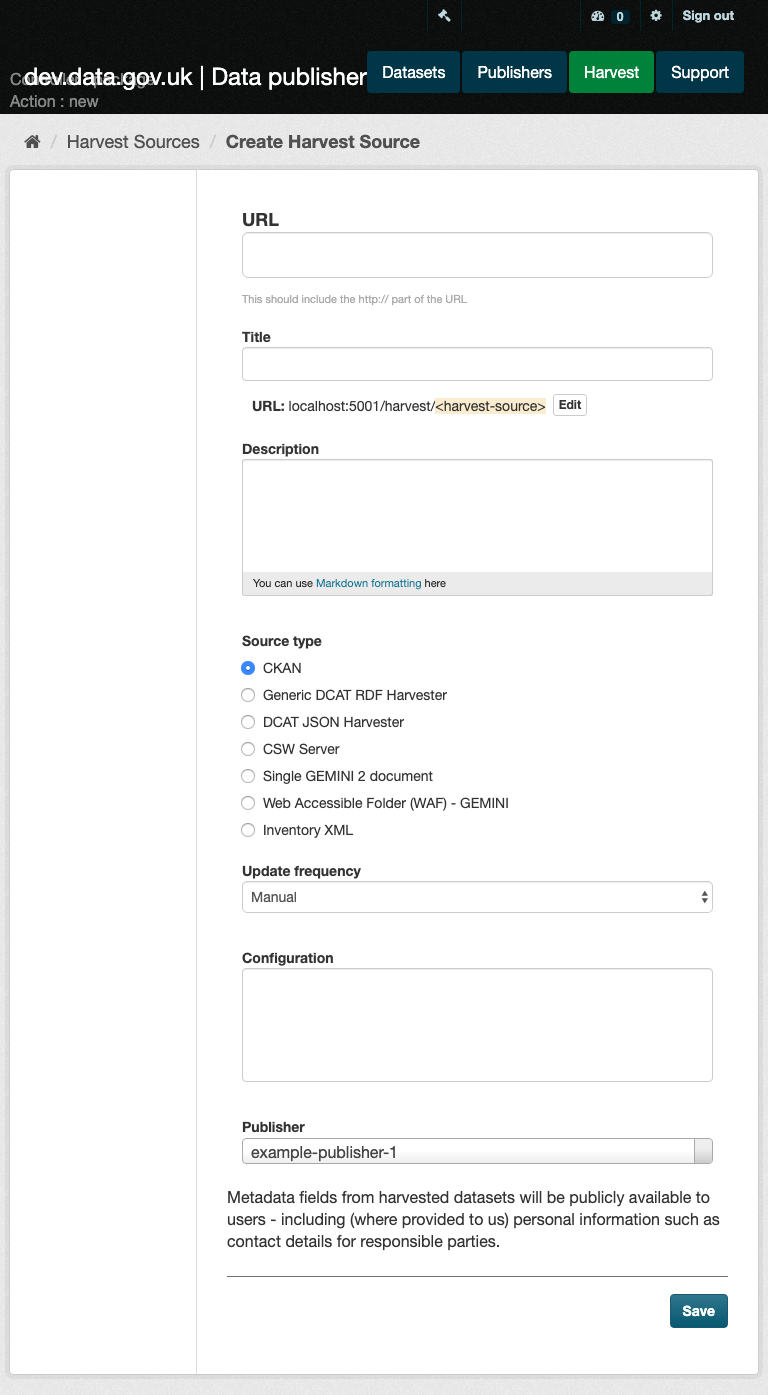 0 Sign out
dev.data.gov.uk | Data publisher
Datasets Publishers Harvest Support
Action : new
Harvest Sources / Create Harvest Source
URL
This should include the http:// part of the URL
Title
URL: localhost:5001/harvest/<harvest-source> Edit
Description
You can use Markdown formatting here
Source type
CKAN
Generic DCAT RDF Harvester
DCAT JSON Harvester
CSW Server
Single GEMINI 2 document
Web Accessible Folder (WAF) - GEMINI
Inventory XML
Update frequency
Manual
Configuration
Publisher
example-publisher-1
Metadata fields from harvested datasets will be publicly available to
users - including (where provided to us) personal information such as
contact details for responsible parties.
Save